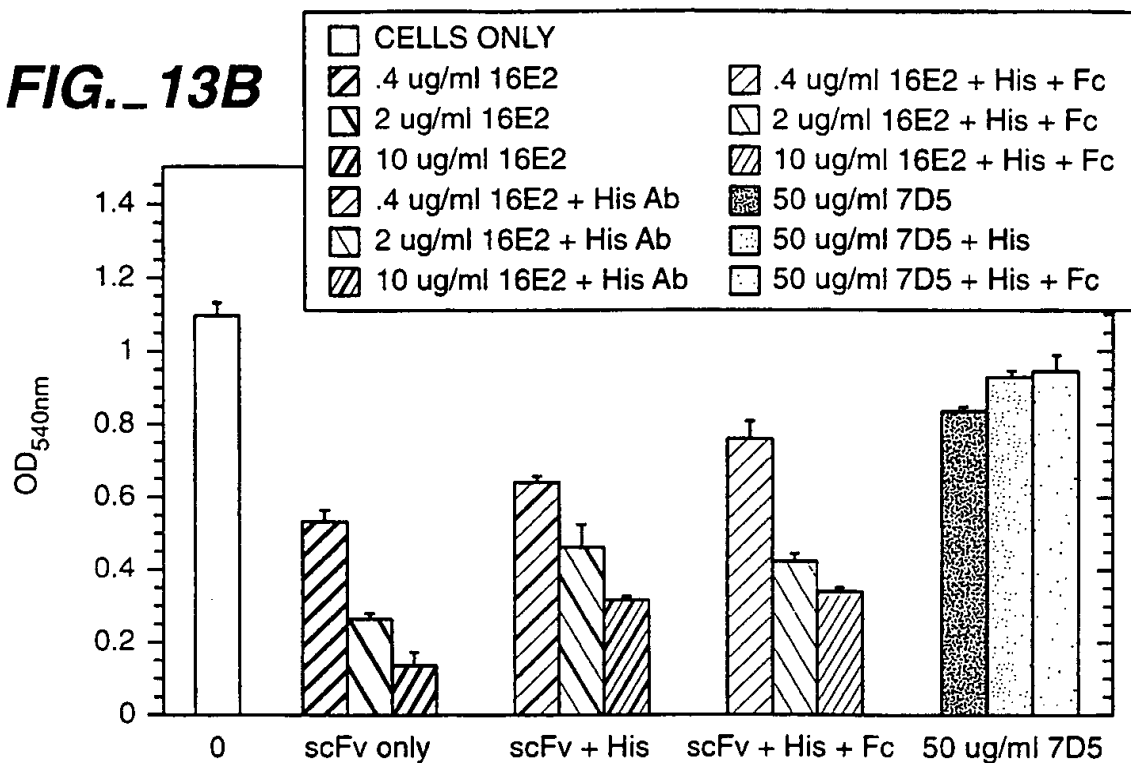 FIG._13B
CELLS ONLY
.4 ug/ml 16E2
2 ug/ml 16E2
10 ug/ml 16E2
.4 ug/ml 16E2 + His Ab
2 ug/ml 16E2 + His Ab
10 ug/ml 16E2 + His Ab
.4 ug/ml 16E2 + His + Fc
2 ug/ml 16E2 + His + Fc
10 ug/ml 16E2 + His + Fc
50 ug/ml 7D5
50 ug/ml 7D5 + His
50 ug/ml 7D5 + His + Fc
OD540nm
1.4
1.2
1
0.8
0.6
0.4
0.2
0
0 scFv only scFv + His scFv + His + Fc 50 ug/ml 7D5